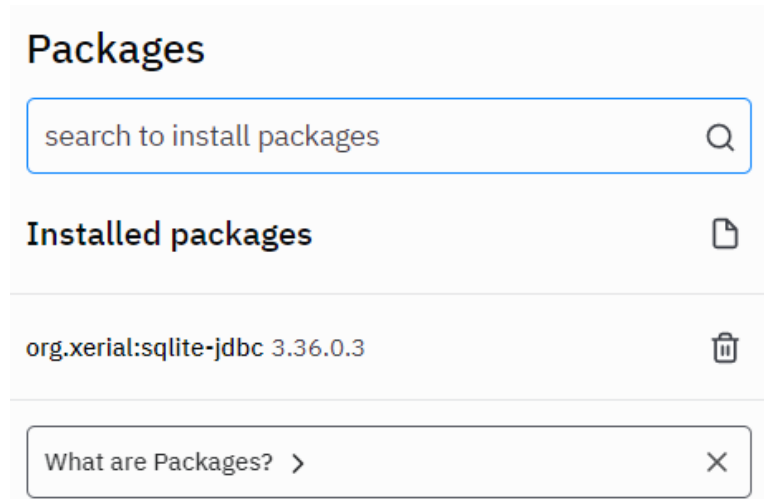 Packages
search to install packages
Installed packages
org.xerial:sqlite-jdbc 3.36.0.3
What are Packages?